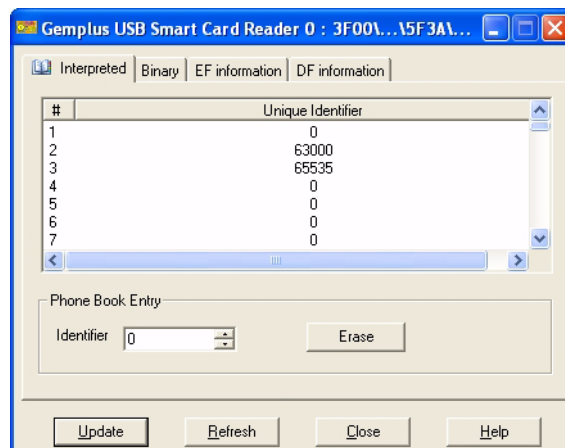 Gemplus USB Smart Card Reader 0 : 3F00\...\5F3A\...
Interpreted Binary EF information DF information
# Unique Identifier
1 0
2 63000
3 65535
4 0
5 0
6 0
7 0
Phone Book Entry
Identifier 0 Erase
Update Refresh Close Help